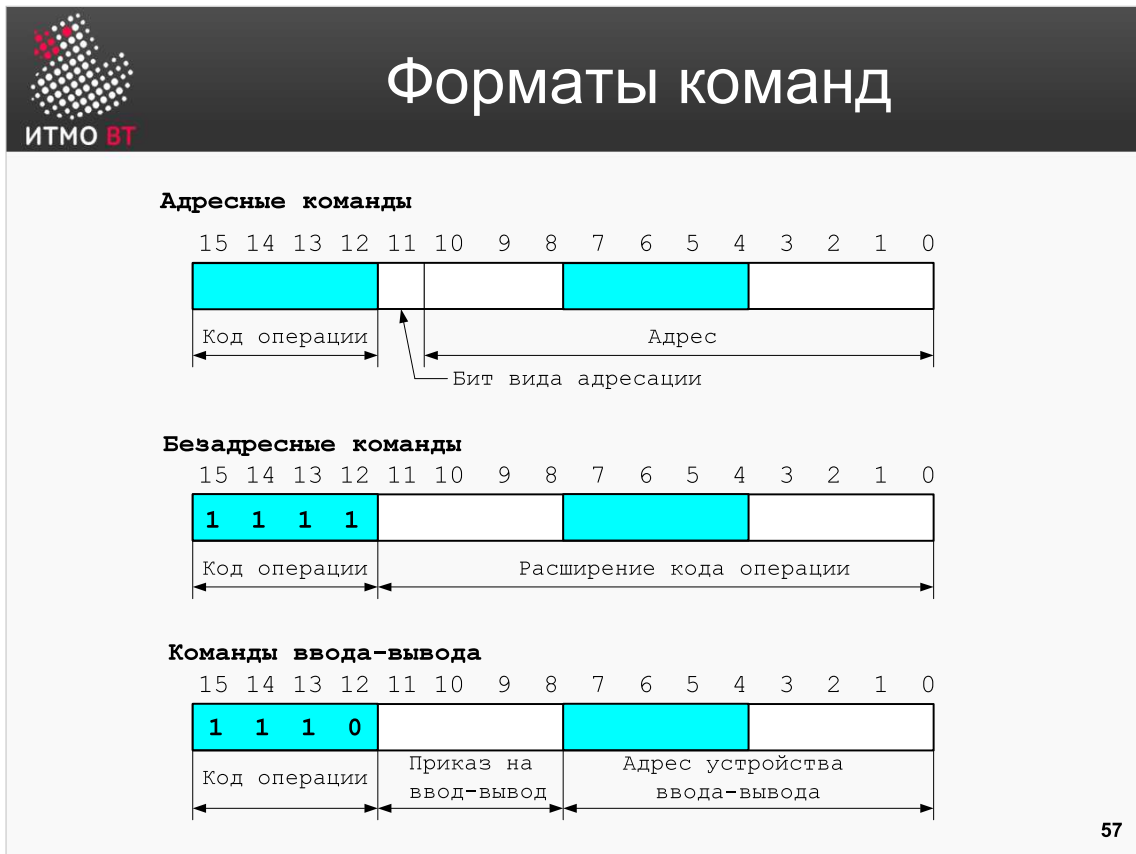 ИТМО ВТ
Форматы команд
Адресные команды
15 14 13 12 11 10 9 8 7 6 5 4 3 2 1 0
Код операции
Адрес
Бит вида адресации
Безадресные команды
15 14 13 12 11 10 9 8 7 6 5 4 3 2 1 0
1 1 1 1
Код операции
Расширение кода операции
Команды ввода-вывода
15 14 13 12 11 10 9 8 7 6 5 4 3 2 1 0
1 1 1 0
Код операции
Приказ на
ввод-вывод
Адрес устройства
ввода-вывода
57